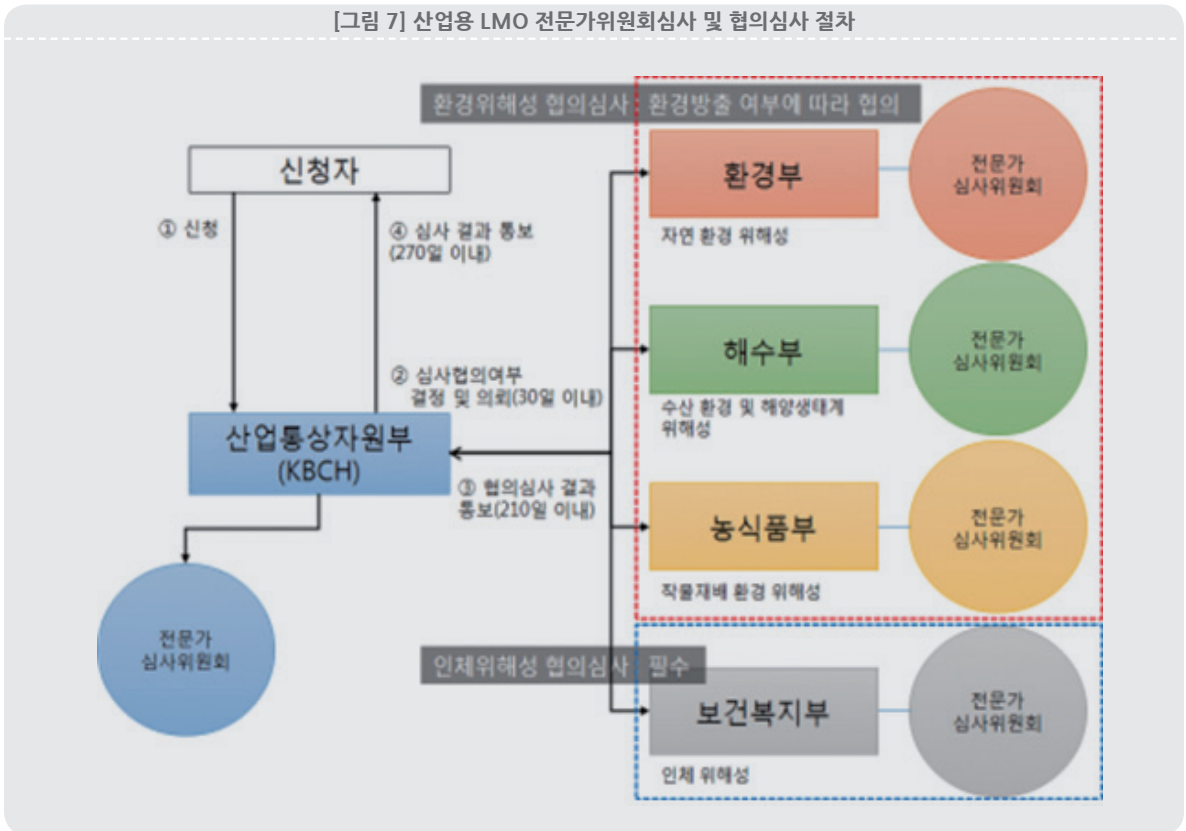 [그림 7] 산업용 LMO 전문가위원회심사 및 협의심사 절차
환경위해성 협의심사 : 환경방출 여부에 따라 협의
신청자
① 신청
④ 심사 결과 통보
(270일 이내)
② 심사협의여부
결정 및 의뢰(30일 이내)
산업통상자원부
(KBCH)
③ 협의심사 결과
통보(210일 이내)
전문가
심사위원회
환경부
자연 환경 위해성
전문가
심사위원회
해수부
수산 환경 및 해양생태계
위해성
전문가
심사위원회
농식품부
작물재배 환경 위해성
전문가
심사위원회
인체위해성 협의심사 : 필수
보건복지부
인체 위해성
전문가
심사위원회